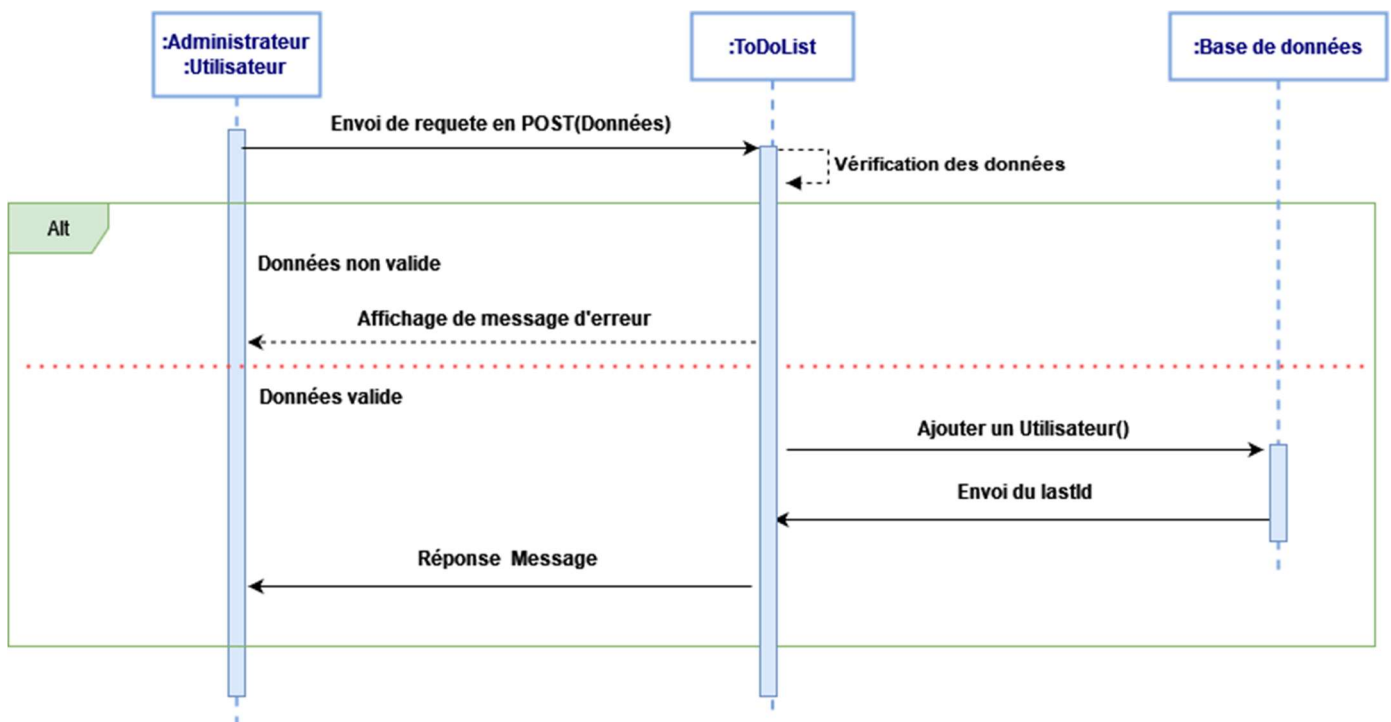 :Administrateur
:Utilisateur
:ToDoList
:Base de données
Envoi de requete en POST(Données)
Vérification des données
Alt
Données non valide
Affichage de message d'erreur
Données valide
Ajouter un Utilisateur()
Envoi du lastId
Réponse  Message